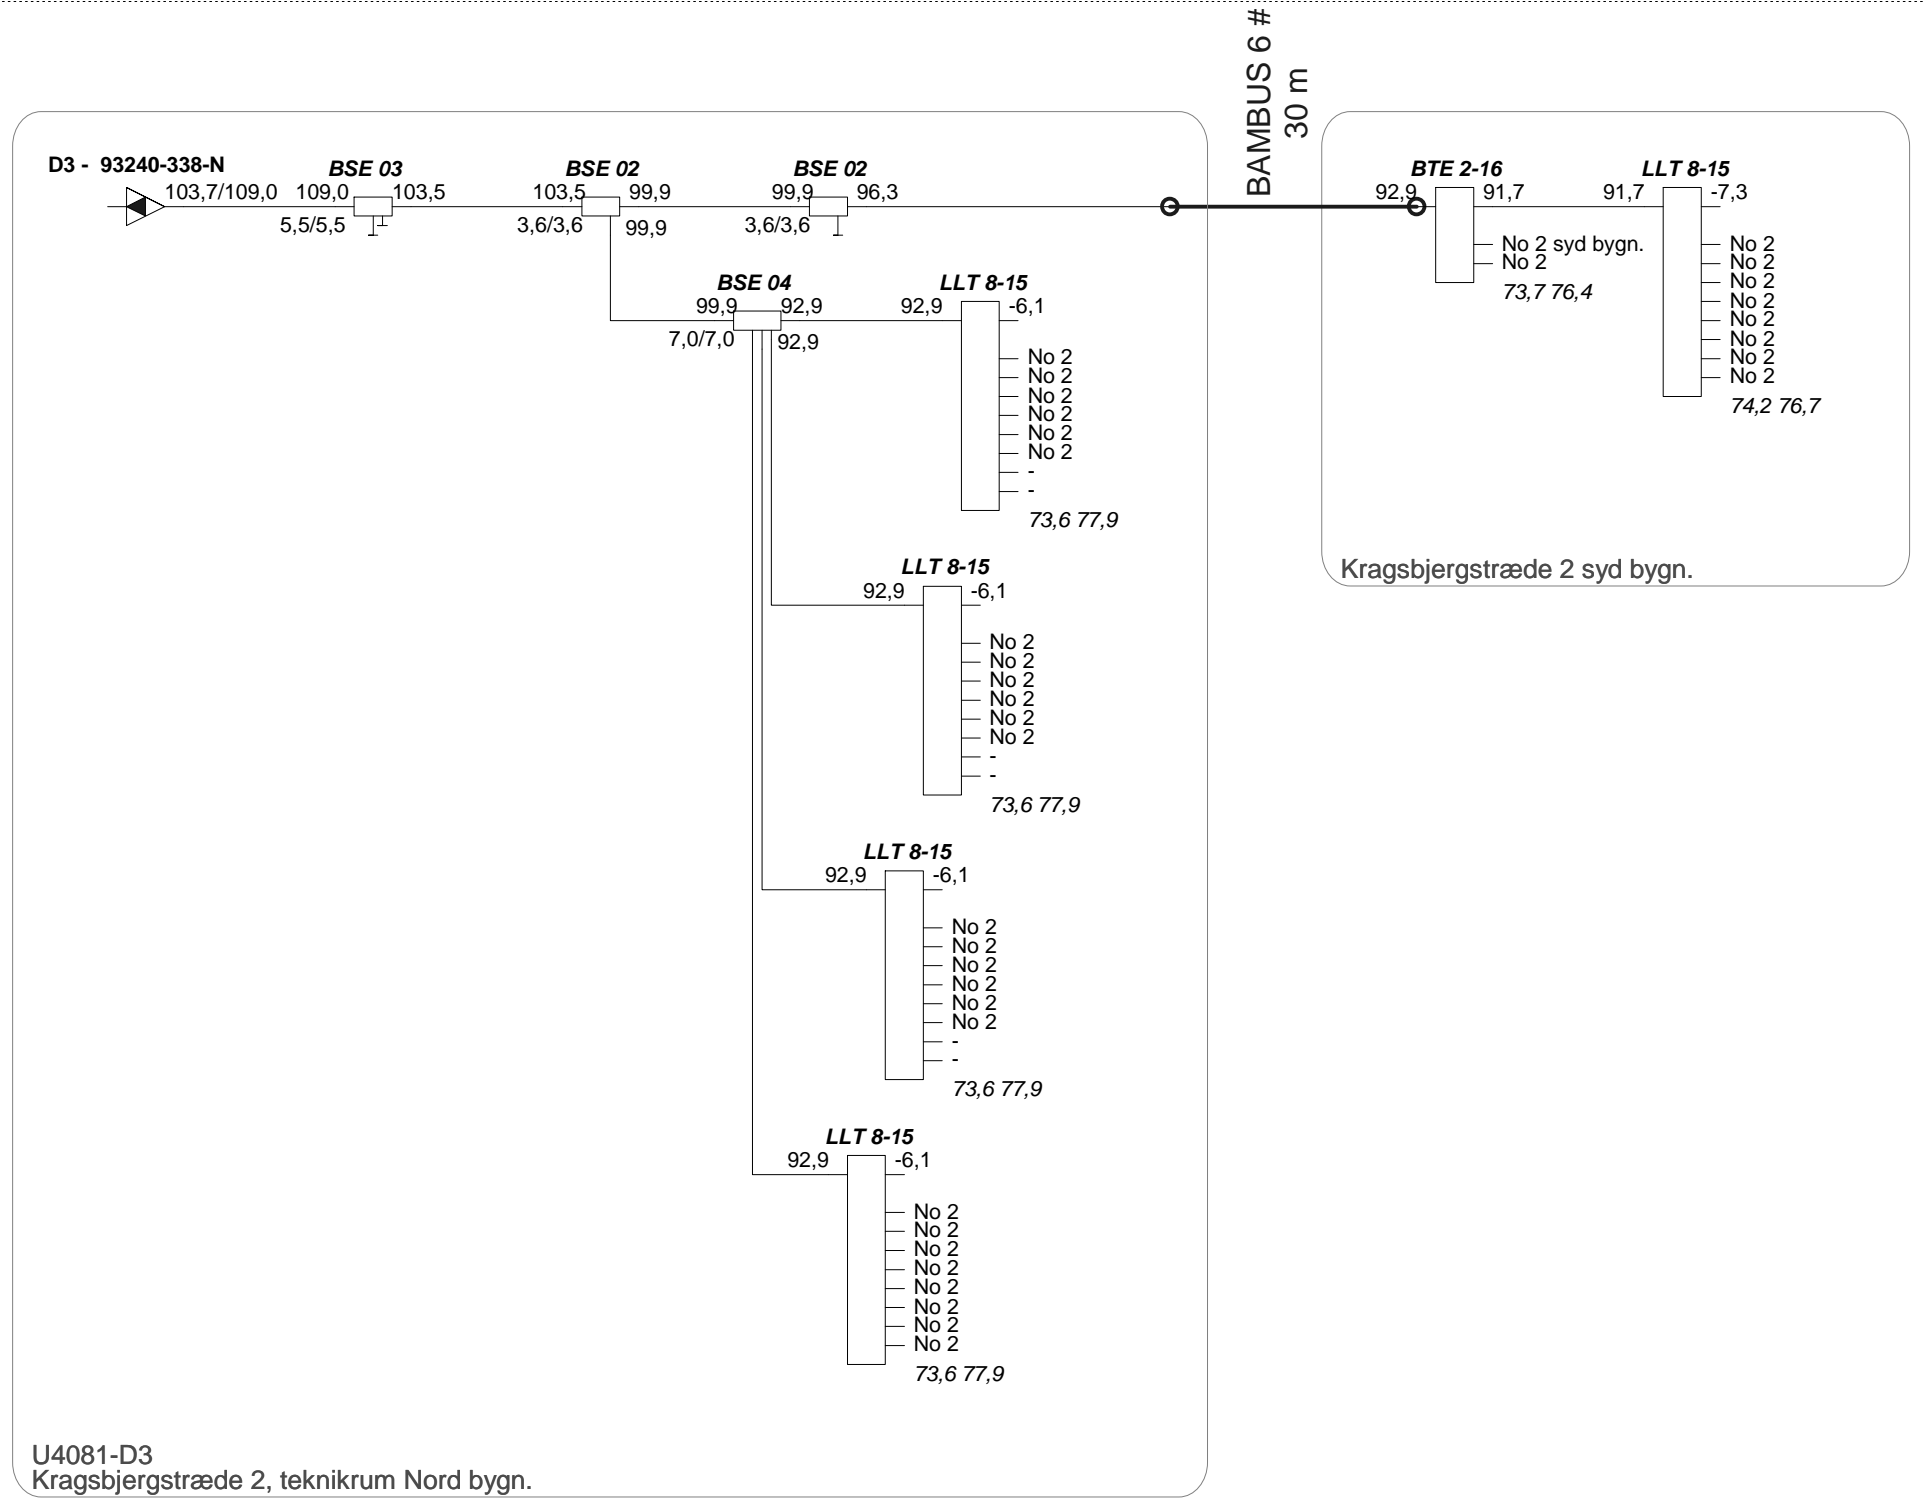 BAMBUS 6 #
30 m
D3 - 93240-338-N
103,7/109,0
BSE 03
109,0 103,5
5,5/5,5
BSE 02
103,5 99,9
3,6/3,6 99,9
BSE 02
99,9 96,3
3,6/3,6
BSE 04
99,9 92,9
7,0/7,0 92,9
LLT 8-15
92,9 -6,1
No 2
No 2
No 2
No 2
No 2
No 2
-
-
73,6 77,9
LLT 8-15
92,9 -6,1
No 2
No 2
No 2
No 2
No 2
No 2
-
-
73,6 77,9
LLT 8-15
92,9 -6,1
No 2
No 2
No 2
No 2
No 2
No 2
-
-
73,6 77,9
LLT 8-15
92,9 -6,1
No 2
No 2
No 2
No 2
No 2
No 2
No 2
No 2
73,6 77,9
U4081-D3
Kragsbjergstræde 2, teknikrum Nord bygn.
BTE 2-16
92,9 91,7
No 2 syd bygn.
No 2
73,7 76,4
LLT 8-15
91,7 -7,3
No 2
No 2
No 2
No 2
No 2
No 2
No 2
No 2
74,2 76,7
Kragsbjergstræde 2 syd bygn.